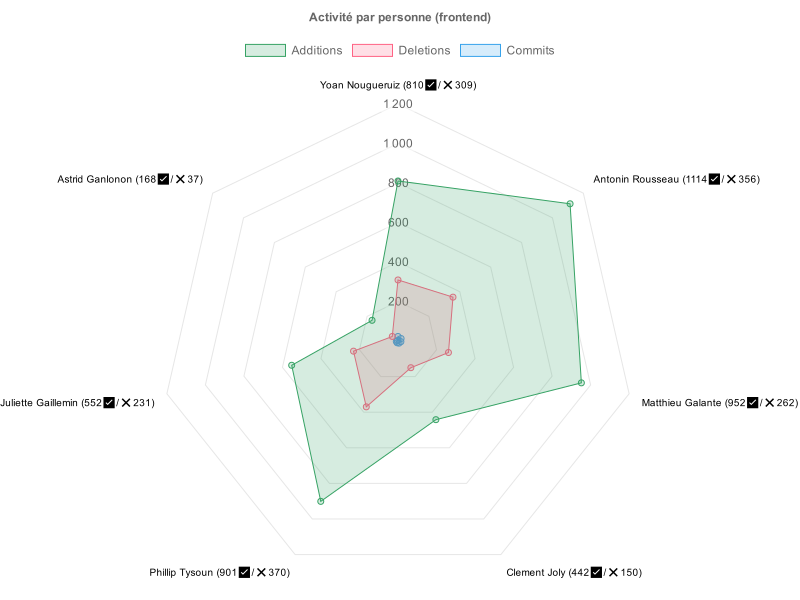 Activité par personne (frontend)
Additions Deletions Commits
Yoan Nougueruiz (810 ✅/ ❌ 309)
1 200
1 000
800
600
400
200
Astrid Ganlonon (168 ✅/ ❌ 37)
Antonin Rousseau (1114 ✅/ ❌ 356)
Juliette Gaillemin (552 ✅/ ❌ 231)
Matthieu Galante (952 ✅/ ❌ 262)
Phillip Tysoun (901 ✅/ ❌ 370)
Clement Joly (442 ✅/ ❌ 150)